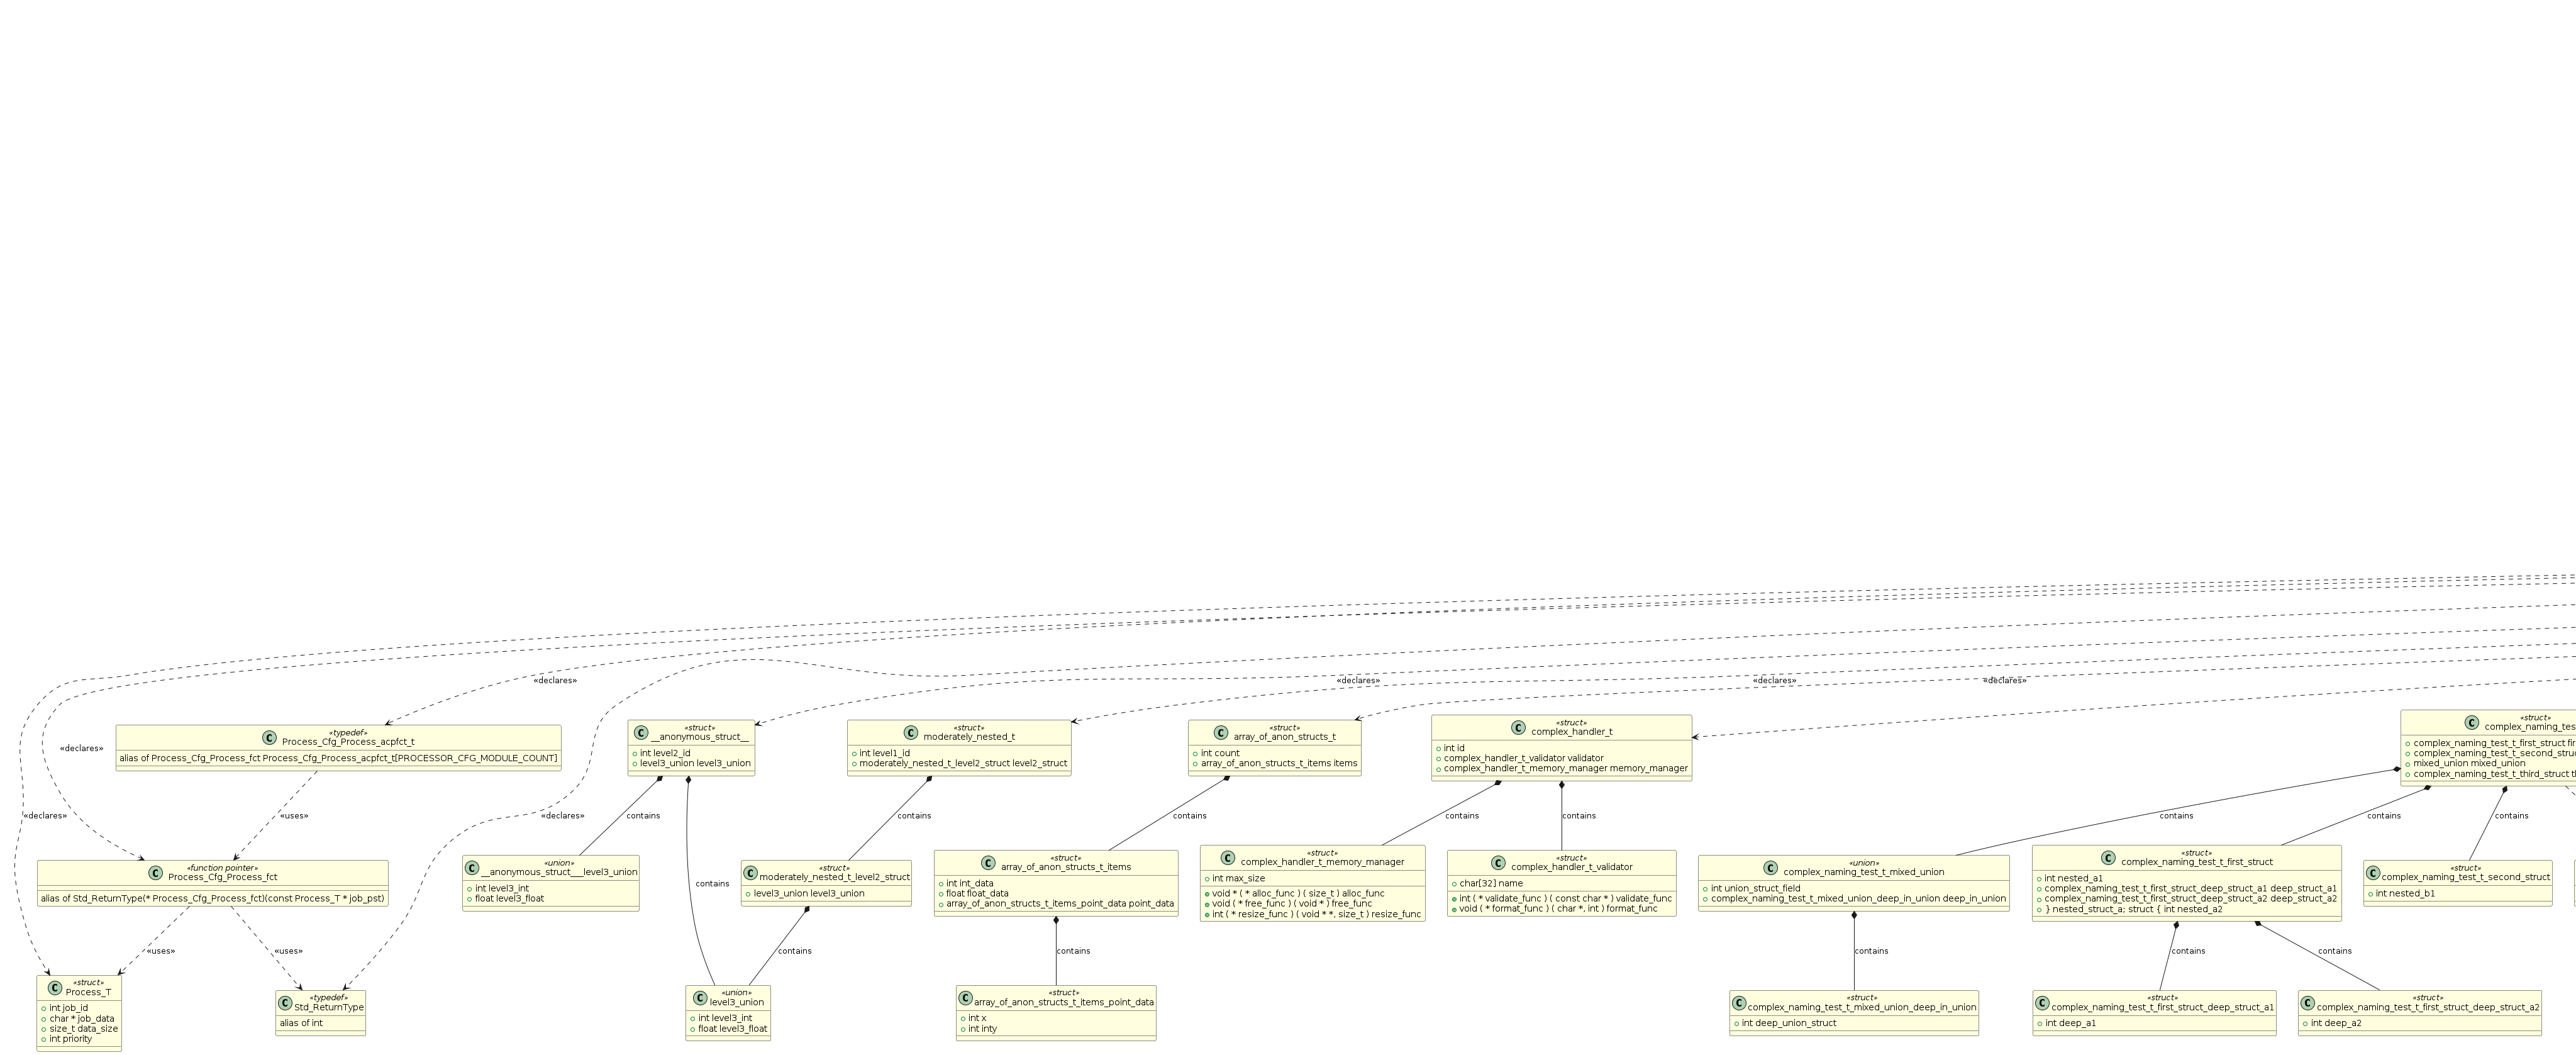 «declares»
«declares»
«declares»
«declares»
«declares»
«declares»
«declares»
C
«typedef»
Process_Cfg_Process_acpfct_t
alias of Process_Cfg_Process_fct Process_Cfg_Process_acpfct_t[PROCESSOR_CFG_MODULE_COUNT]
C
«struct»
__anonymous_struct__
int level2_id
level3_union level3_union
C
«struct»
moderately_nested_t
int level1_id
moderately_nested_t_level2_struct level2_struct
C
«struct»
array_of_anon_structs_t
int count
array_of_anon_structs_t_items items
C
«struct»
complex_handler_t
int id
complex_handler_t_validator validator
complex_handler_t_memory_manager memory_manager
C
«struct»
complex_naming_tes
complex_naming_test_t_first_struct fir
complex_naming_test_t_second_struc
mixed_union mixed_union
complex_naming_test_t_third_struct t
«uses»
contains
contains
contains
contains
contains
contains
contains
contains
contains
C
«function pointer»
Process_Cfg_Process_fct
alias of Std_ReturnType(* Process_Cfg_Process_fct)(const Process_T * job_pst)
C
«union»
__anonymous_struct___level3_union
int level3_int
float level3_float
C
«struct»
moderately_nested_t_level2_struct
level3_union level3_union
C
«struct»
array_of_anon_structs_t_items
int int_data
float float_data
array_of_anon_structs_t_items_point_data point_data
C
«struct»
complex_handler_t_memory_manager
int max_size
void * ( * alloc_func ) ( size_t ) alloc_func
void ( * free_func ) ( void * ) free_func
int ( * resize_func ) ( void * *, size_t ) resize_func
C
«struct»
complex_handler_t_validator
char[32] name
int ( * validate_func ) ( const char * ) validate_func
void ( * format_func ) ( char *, int ) format_func
C
«union»
complex_naming_test_t_mixed_union
int union_struct_field
complex_naming_test_t_mixed_union_deep_in_union deep_in_union
C
«struct»
complex_naming_test_t_first_struct
int nested_a1
complex_naming_test_t_first_struct_deep_struct_a1 deep_struct_a1
complex_naming_test_t_first_struct_deep_struct_a2 deep_struct_a2
} nested_struct_a; struct { int nested_a2
C
«struct»
complex_naming_test_t_second_struct
int nested_b1
«uses»
«uses»
contains
contains
contains
contains
contains
C
«struct»
Process_T
int job_id
char * job_data
size_t data_size
int priority
C
«typedef»
Std_ReturnType
alias of int
C
«union»
level3_union
int level3_int
float level3_float
C
«struct»
array_of_anon_structs_t_items_point_data
int x
int inty
C
«struct»
complex_naming_test_t_mixed_union_deep_in_union
int deep_union_struct
C
«struct»
complex_naming_test_t_first_struct_deep_struct_a1
int deep_a1
C
«struct»
complex_naming_test_t_first_struct_deep_struct_a2
int deep_a2